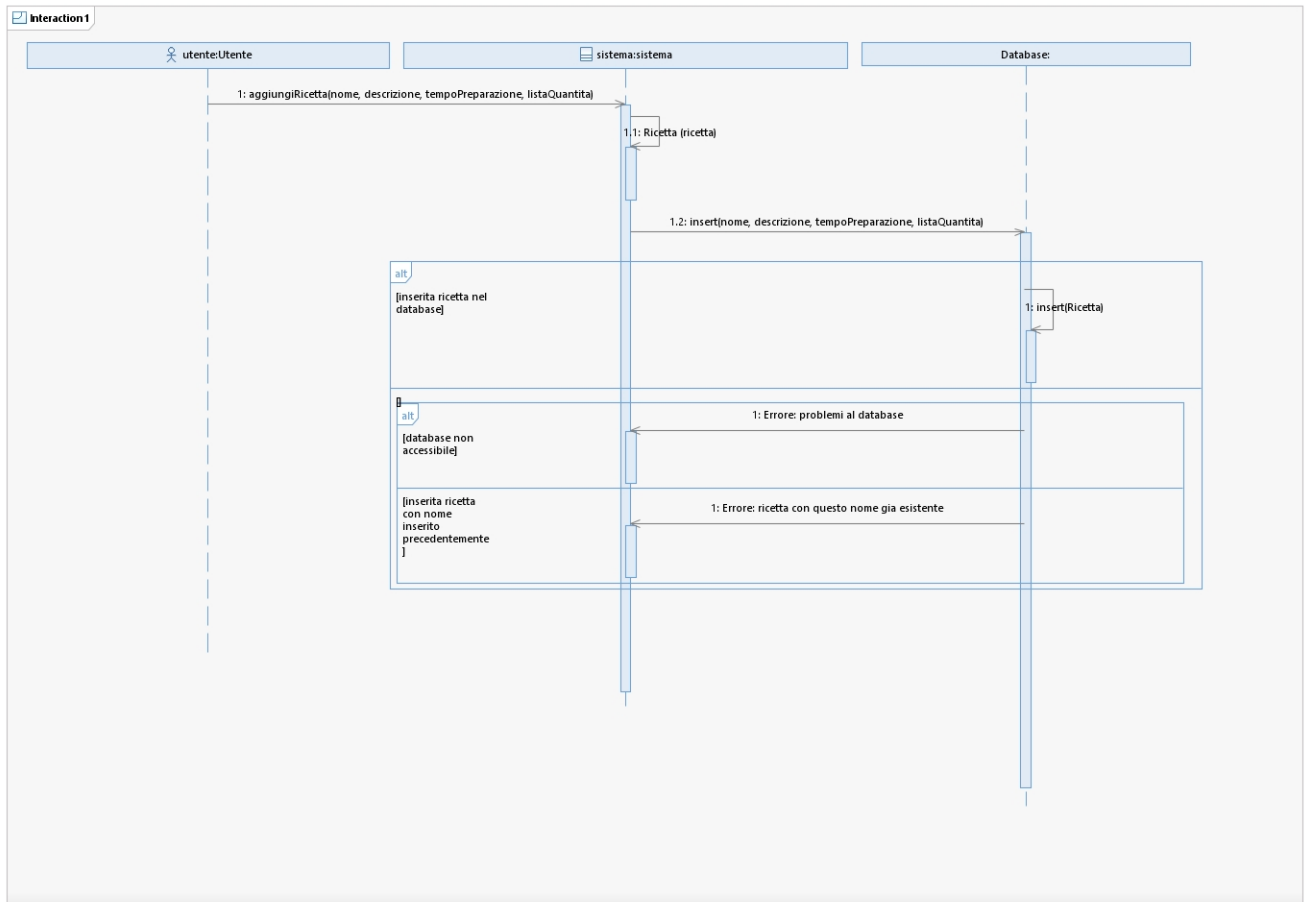 Interaction1
utente:Utente
sistema:sistema
Database:
1: aggiungiRicetta(nome, descrizione, tempoPreparazione, listaQuantita)
1.1: Ricetta (ricetta)
1.2: insert(nome, descrizione, tempoPreparazione, listaQuantita)
alt
[inserita ricetta nel
database]
1: insert(Ricetta)
[]
alt
1: Errore: problemi al database
[database non
accessibile]
[inserita ricetta
con nome
inserito
precedentemente
]
1: Errore: ricetta con questo nome gia esistente